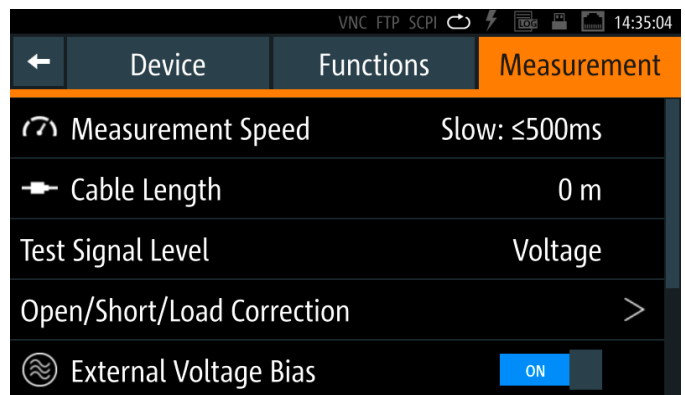 VNC FTP SCPI LOG 14:35:04
Device Functions Measurement
Measurement Speed Slow: ≤500ms
Cable Length 0 m
Test Signal Level Voltage
Open/Short/Load Correction >
External Voltage Bias ON